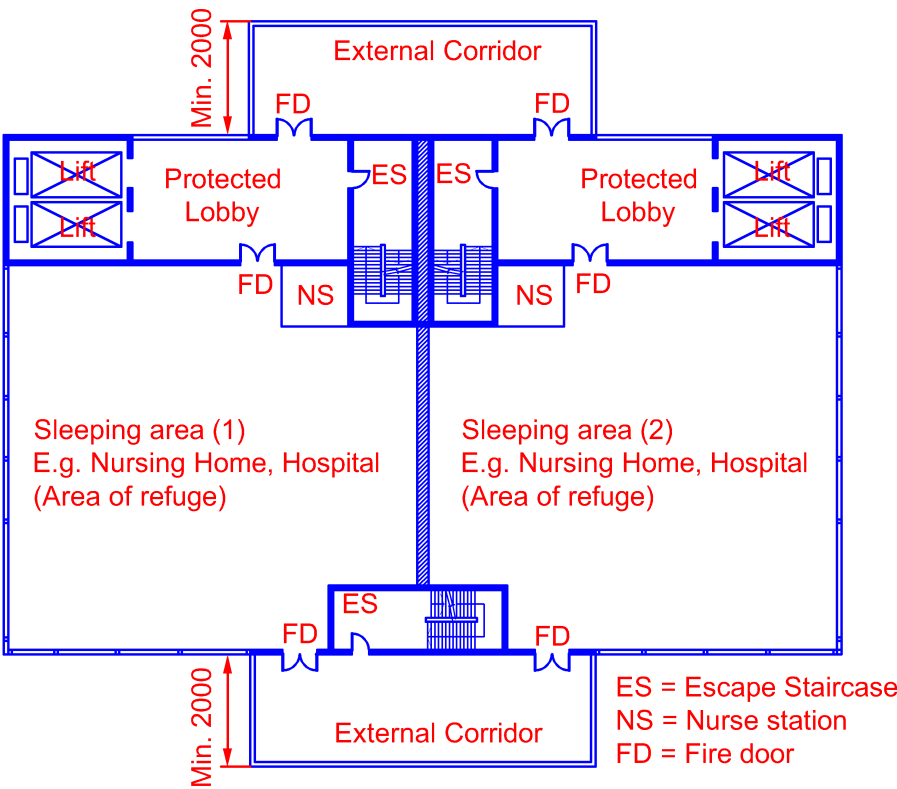 Min. 2000
External Corridor
FD
FD
Lift
Protected
Lobby
ES
ES
Protected
Lobby
Lift
Lift
Lift
FD
NS
NS
FD
Sleeping area (1)
E.g. Nursing Home, Hospital
(Area of refuge)
Sleeping area (2)
E.g. Nursing Home, Hospital
(Area of refuge)
ES
FD
FD
Min. 2000
External Corridor
ES = Escape Staircase
NS = Nurse station
FD = Fire door